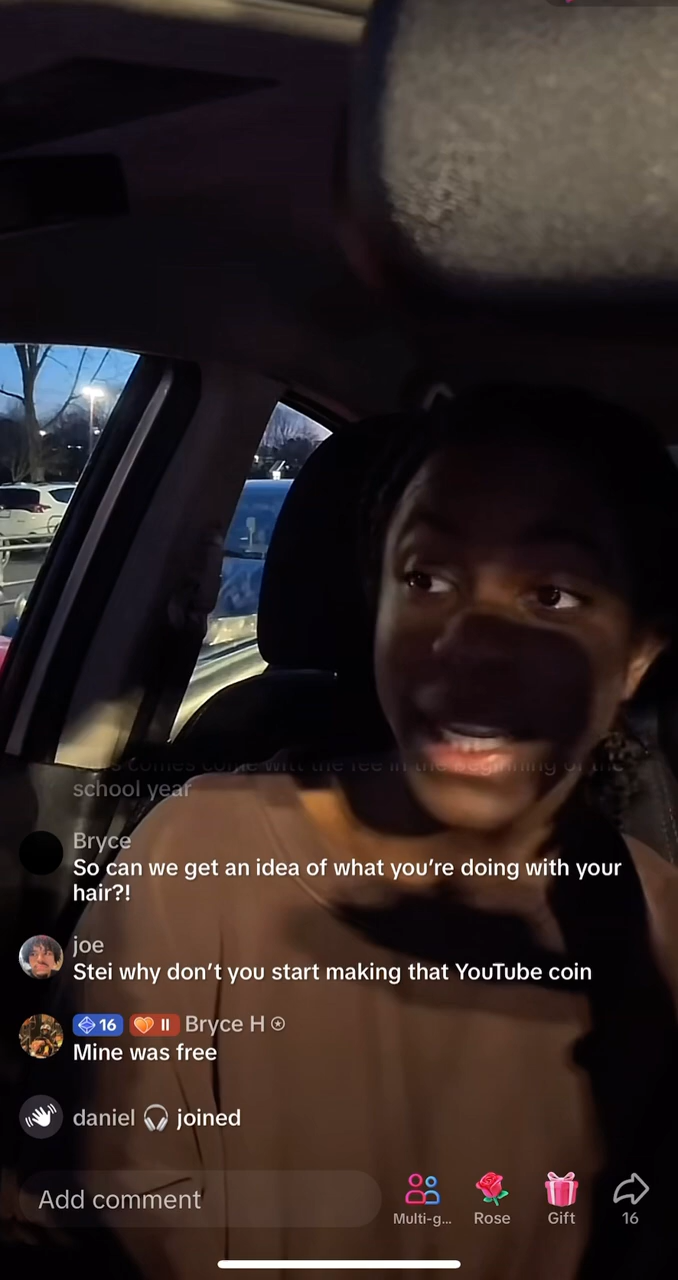 school year
Bryce
So can we get an idea of what you’re doing with your
hair?!
joe
Stei why don’t you start making that YouTube coin
16 II Bryce H
Mine was free
daniel 🎧 joined
Add comment
Multi-g... Rose Gift 16